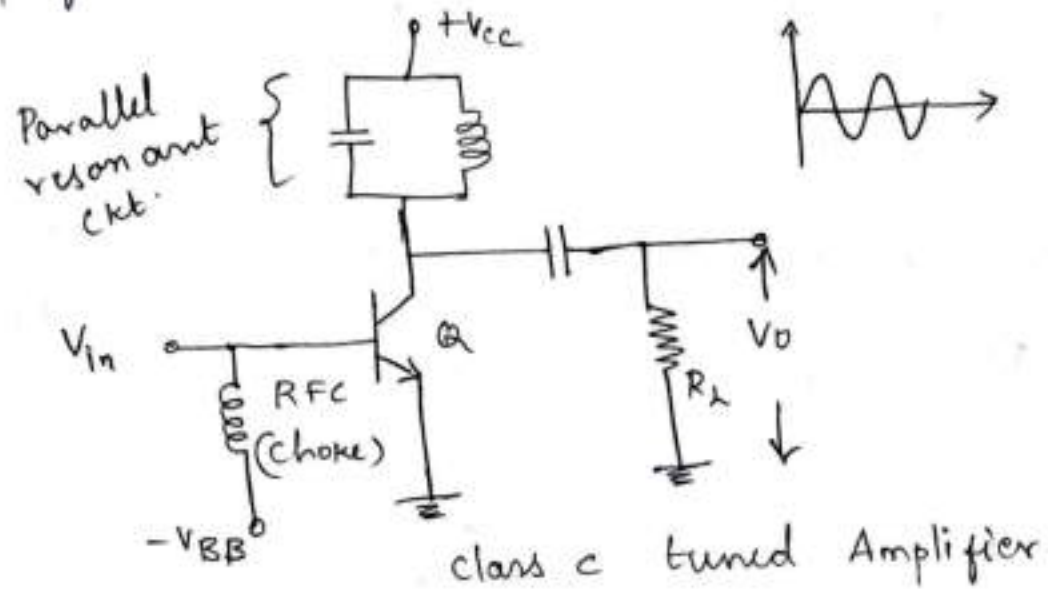 +Vcc
Parallel
resonant
ckt.
Vin
Q
RFC
(choke)
-VBB
RL
Vo
class c tuned Amplifier